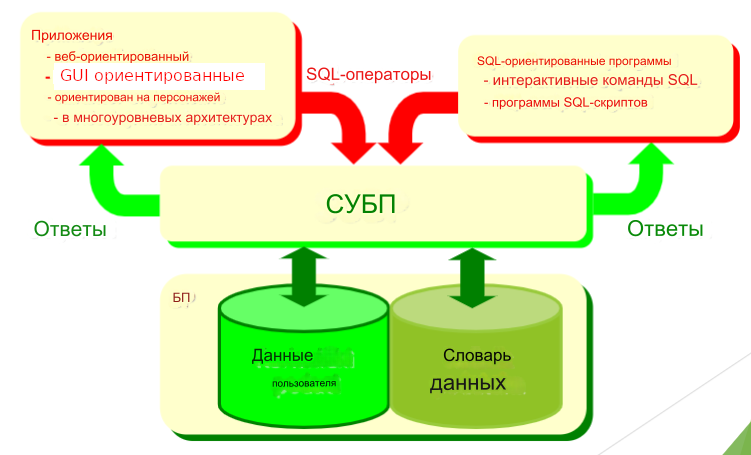 Приложения
- веб-ориентированный
- GUI ориентированные
- ориентирован на персонажей
- в многоуровневых архитектурах
SQL-операторы
SQL-ориентированные программы
- интерактивные команды SQL
- программы SQL-скриптов
Ответы
СУБП
Ответы
БП
Данные
пользователя
Словарь
данных